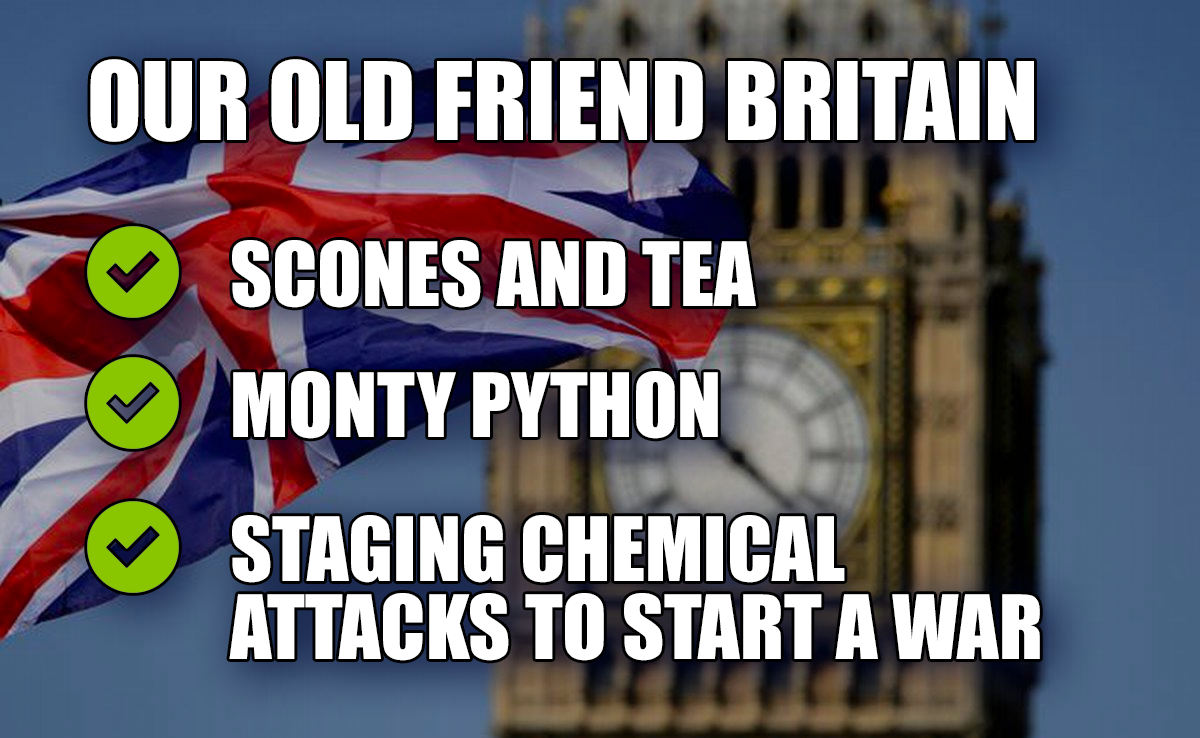 OUR OLD FRIEND BRITAIN
SCONES AND TEA
MONTY PYTHON
STAGING CHEMICAL
ATTACKS TO START A WAR